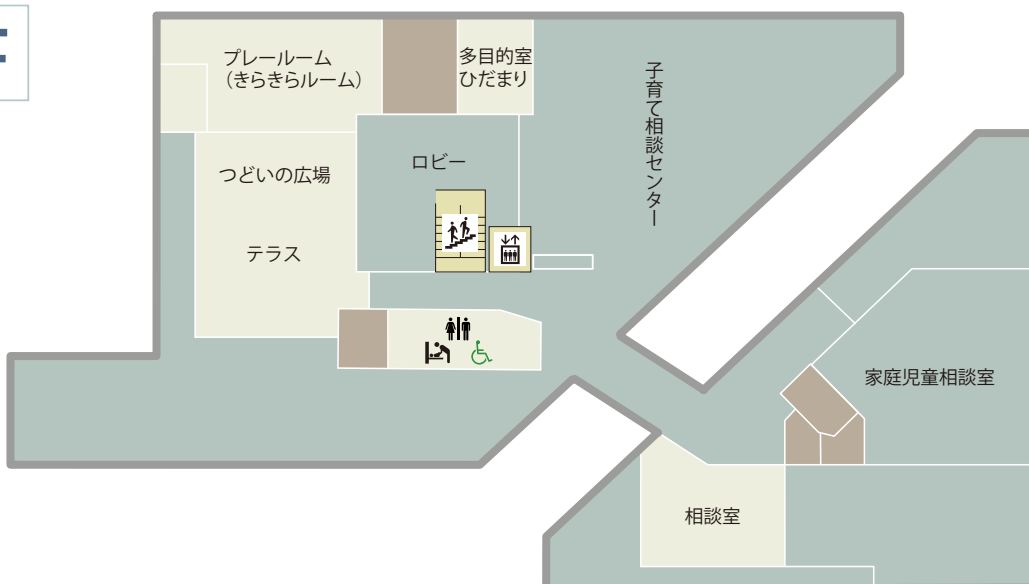 プレールーム
（きらきらルーム）
多目的室
ひだまり
子育て相談センター
ロビー
つどいの広場
テラス
家庭児童相談室
相談室